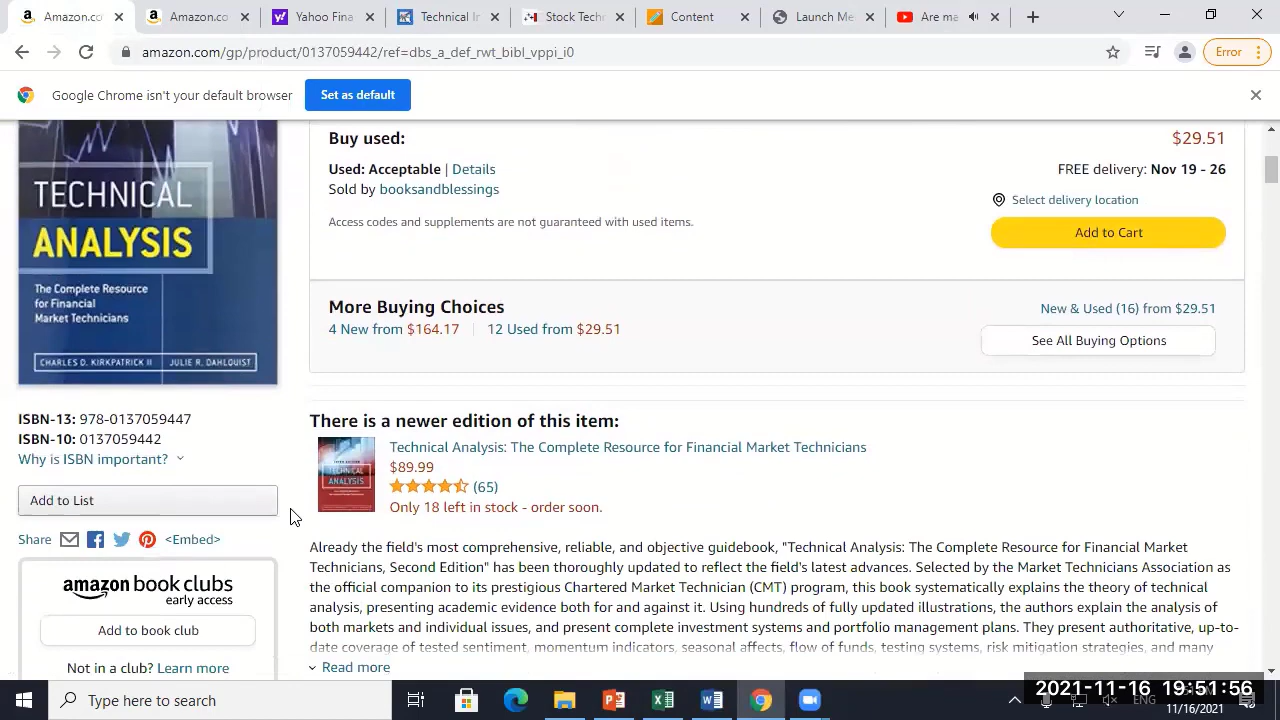 Amazon.co
Amazon.co
Yahoo Fina
Technical In
Stock Techn
Content
Launch Me
Are ma
amazon.com/gp/product/0137059442/ref=dbs_a_def_rwt_bibl_vppi_i0
Error
Google Chrome isn't your default browser
Set as default
TECHNICAL
ANALYSIS
The Complete Resource
for Financial
Market Technicians
CHARLES D. KIRKPATRICK II
JULIE R. DAHLQUIST
ISBN-13: 978-0137059447
ISBN-10: 0137059442
Why is ISBN important?
Add to List
Share
<Embed>
amazon book clubs
early access
Add to book club
Not in a club? Learn more
Buy used:
$29.51
Used: Acceptable | Details
FREE delivery: Nov 19 - 26
Sold by booksandblessings
Select delivery location
Access codes and supplements are not guaranteed with used items.
Add to Cart
More Buying Choices
New & Used (16) from $29.51
4 New from $164.17 | 12 Used from $29.51
See All Buying Options
There is a newer edition of this item:
Technical Analysis: The Complete Resource for Financial Market Technicians
$89.99
(65)
Only 18 left in stock - order soon.
Already the field's most comprehensive, reliable, and objective guidebook, "Technical Analysis: The Complete Resource for Financial Market
Technicians, Second Edition" has been thoroughly updated to reflect the field's latest advances. Selected by the Market Technicians Association as
the official companion to its prestigious Chartered Market Technician (CMT) program, this book systematically explains the theory of technical
analysis, presenting academic evidence both for and against it. Using hundreds of fully updated illustrations, the authors explain the analysis of
both markets and individual issues, and present complete investment systems and portfolio management plans. They present authoritative, up-to-
date coverage of tested sentiment, momentum indicators, seasonal affects, flow of funds, testing systems, risk mitigation strategies, and many
Read more
Type here to search
2021-11-16 19:51:56
ENG
11/16/2021